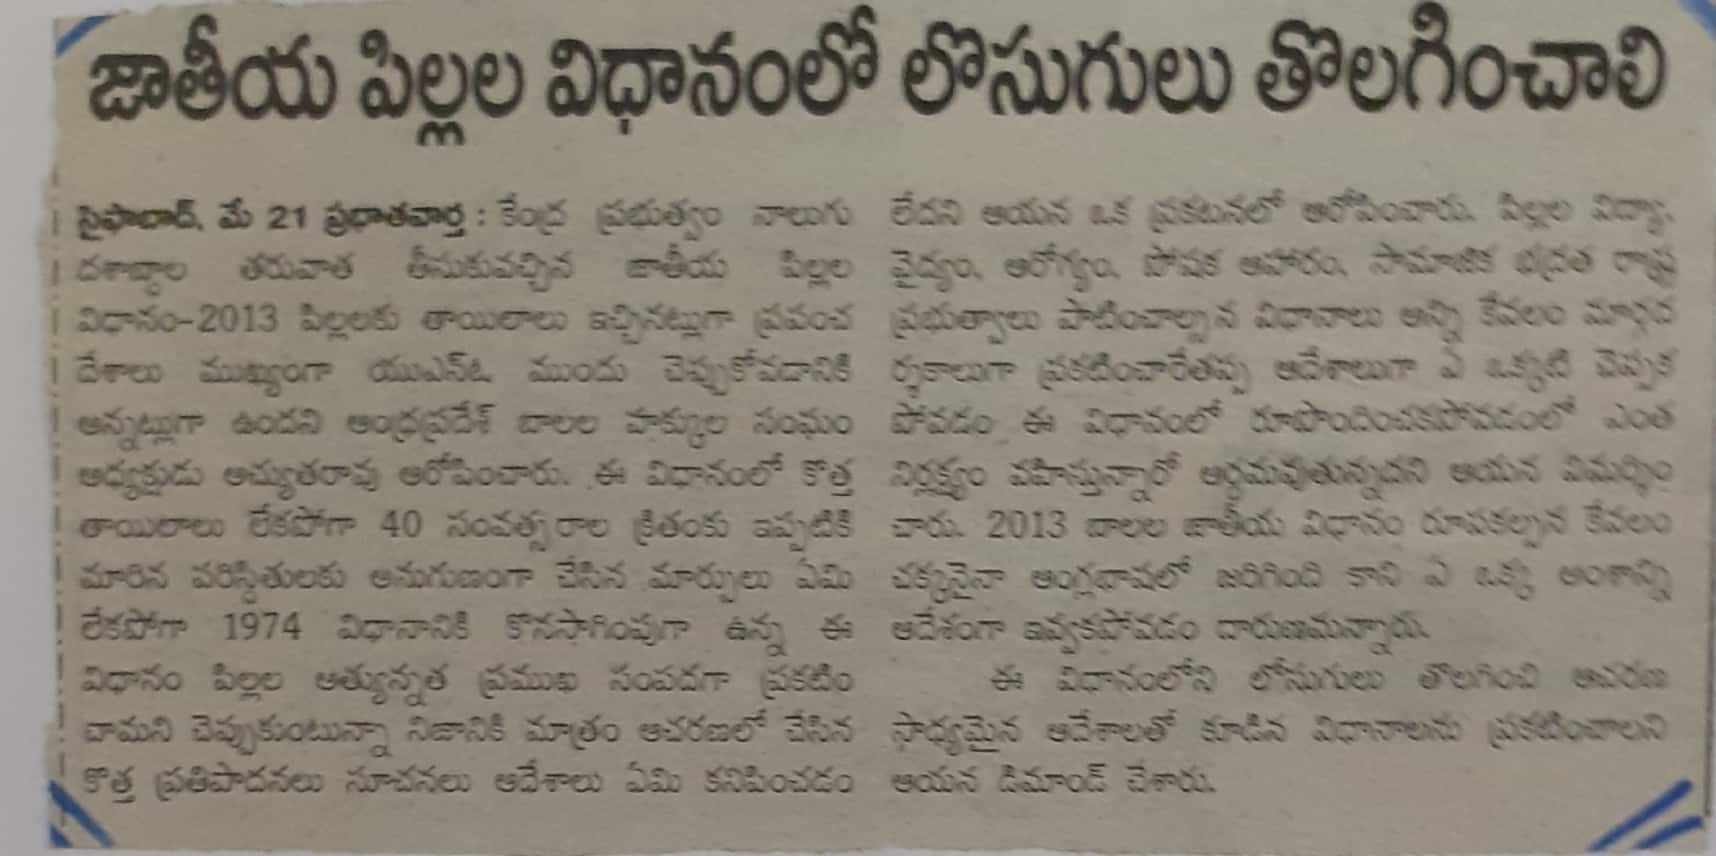 జాతీయ పిల్లల విధానంలో లొసుగులు తొలగించాలి
సైఫాబాద్, మే 21 ప్రభాతవార్త : కేంద్ర ప్రభుత్వం నాలుగు
దశాబ్దాల తరువాత తీసుకువచ్చిన జాతీయ పిల్లల
విధానం-2013 పిల్లలకు తాయిలాలు ఇచ్చినట్లుగా ప్రపంచ
దేశాలు ముఖ్యంగా యుఎన్ఓ ముందు చెప్పుకోవడానికి
అన్నట్లుగా ఉందని ఆంధ్రప్రదేశ్ బాలల హక్కుల సంఘం
అధ్యక్షుడు అచ్యుతరావు ఆరోపించారు. ఈ విధానంలో కొత్త
తాయిలాలు లేకపోగా 40 సంవత్సరాల క్రితంకు ఇప్పటికి
మారిన పరిస్థితులకు అనుగుణంగా చేసిన మార్పులు ఏమి
లేకపోగా 1974 విధానానికి కొనసాగింపుగా ఉన్న ఈ
విధానం పిల్లల అత్యున్నత ప్రముఖ సంపదగా ప్రకటిం
చామని చెప్పుకుంటున్నా నిజానికి మాత్రం ఆచరణలో చేసిన
కొత్త ప్రతిపాదనలు సూచనలు ఆదేశాలు ఏమి కనిపించడం
లేదని ఆయన ఒక ప్రకటనలో ఆరోపించారు. పిల్లల విద్యా,
వైద్యం, ఆరోగ్యం, పోషక ఆహారం, సామాజిక భద్రత రాష్ట్ర
ప్రభుత్వాలు పాటించాల్సిన విధానాలు అన్ని కేవలం మార్గద
ర్శకాలుగా ప్రకటించారేతప్ప ఆదేశాలుగా ఏ ఒక్కటి చెప్పక
పోవడం ఈ విధానంలో రూపొందించకపోవడంలో ఎంత
నిర్లక్ష్యం వహిస్తున్నారో అర్థమవుతున్నదని ఆయన విమర్శిం
చారు. 2013 బాలల జాతీయ విధానం రూపకల్పన కేవలం
చక్కనైనా ఆంగ్లభాషలో జరిగింది కాని ఏ ఒక్క అంశాన్ని
ఆదేశంగా ఇవ్వకపోవడం దారుణమన్నారు.
ఈ విధానంలోని లోసుగులు తొలగించి ఆచరణ
సాధ్యమైన ఆదేశాలతో కూడిన విధానాలను ప్రకటించాలని
ఆయన డిమాండ్ చేశారు.